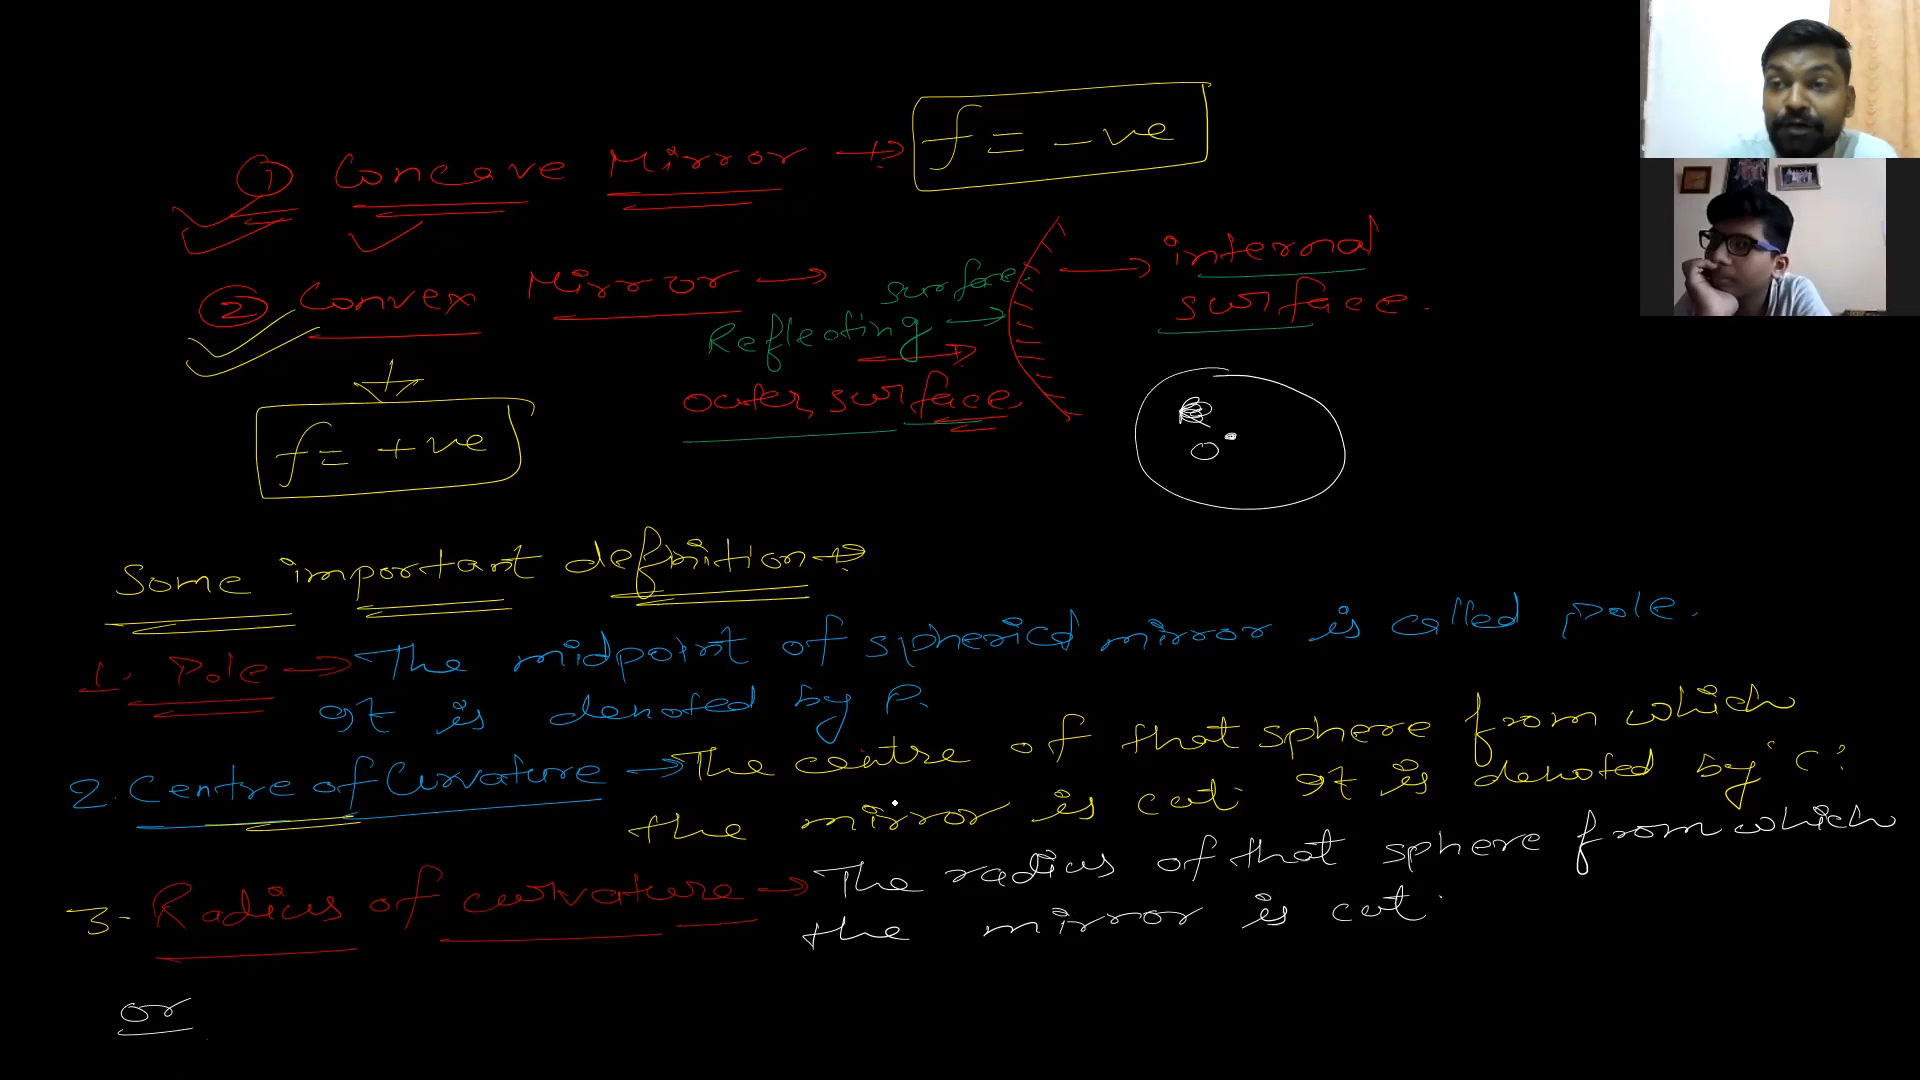 ① Concave Mirror → f = -ve
② Convex Mirror →
f = +ve
surface
Reflecting →
outer surface
→ internal
surface.
O
Some important definition →
1. Pole → The midpoint of spherical mirror is called pole.
It is denoted by P.
2. Centre of Curvature → The centre of that sphere from which
the mirror is cut. It is denoted by 'C'.
3- Radius of curvature → The radius of that sphere from which
the mirror is cut.
or